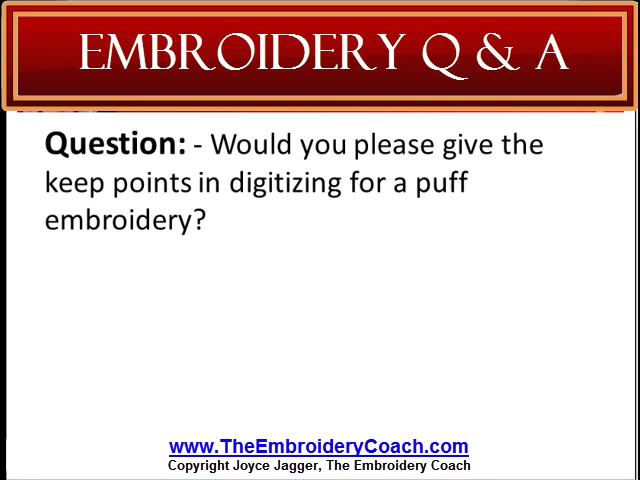 EMBROIDERY Q & A
Question: - Would you please give the
keep points in digitizing for a puff
embroidery?
www.TheEmbroideryCoach.com
Copyright Joyce Jagger, The Embroidery Coach